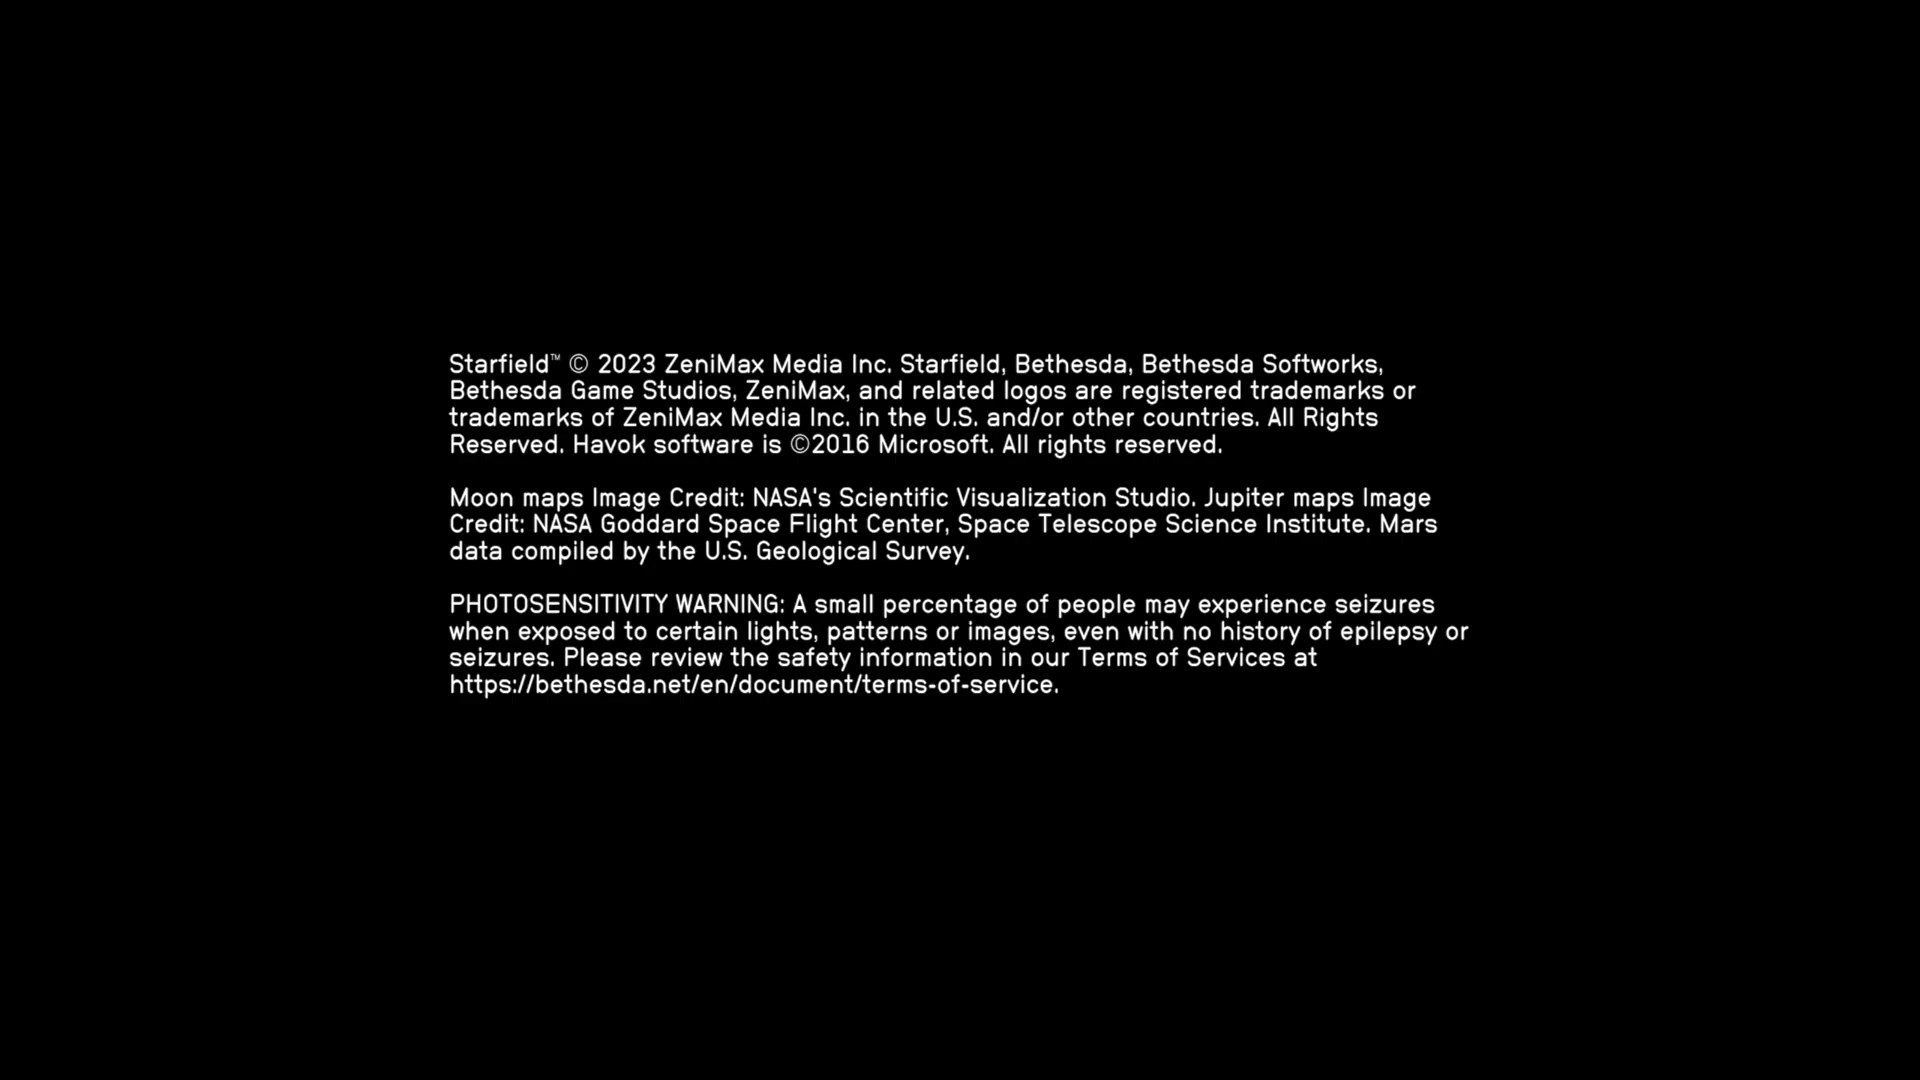 Starfield™ © 2023 ZeniMax Media Inc. Starfield, Bethesda, Bethesda Softworks,
Bethesda Game Studios, ZeniMax, and related logos are registered trademarks or
trademarks of ZeniMax Media Inc. in the U.S. and/or other countries. All Rights
Reserved. Havok software is ©2016 Microsoft. All rights reserved.
Moon maps Image Credit: NASA's Scientific Visualization Studio. Jupiter maps Image
Credit: NASA Goddard Space Flight Center, Space Telescope Science Institute. Mars
data compiled by the U.S. Geological Survey.
PHOTOSENSITIVITY WARNING: A small percentage of people may experience seizures
when exposed to certain lights, patterns or images, even with no history of epilepsy or
seizures. Please review the safety information in our Terms of Services at
https://bethesda.net/en/document/terms-of-service.